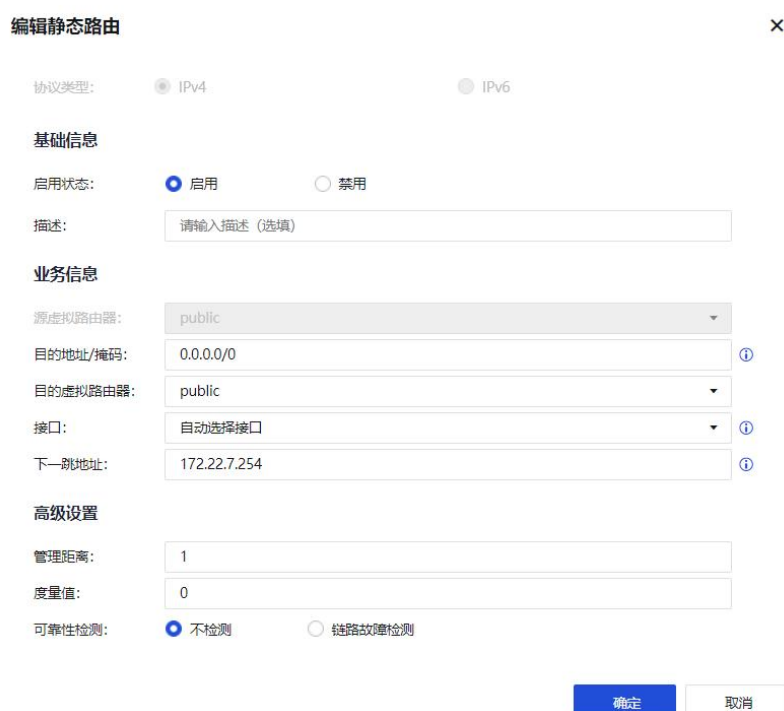 编辑静态路由
协议类型: IPv4 IPv6
基础信息
启用状态: 启用 禁用
描述: 请输入描述（选填）
业务信息
源虚拟路由器: public
目的地址/掩码: 0.0.0.0/0
目的虚拟路由器: public
接口: 自动选择接口
下一跳地址: 172.22.7.254
高级设置
管理距离: 1
度量值: 0
可靠性检测: 不检测 链路故障检测
确定 取消